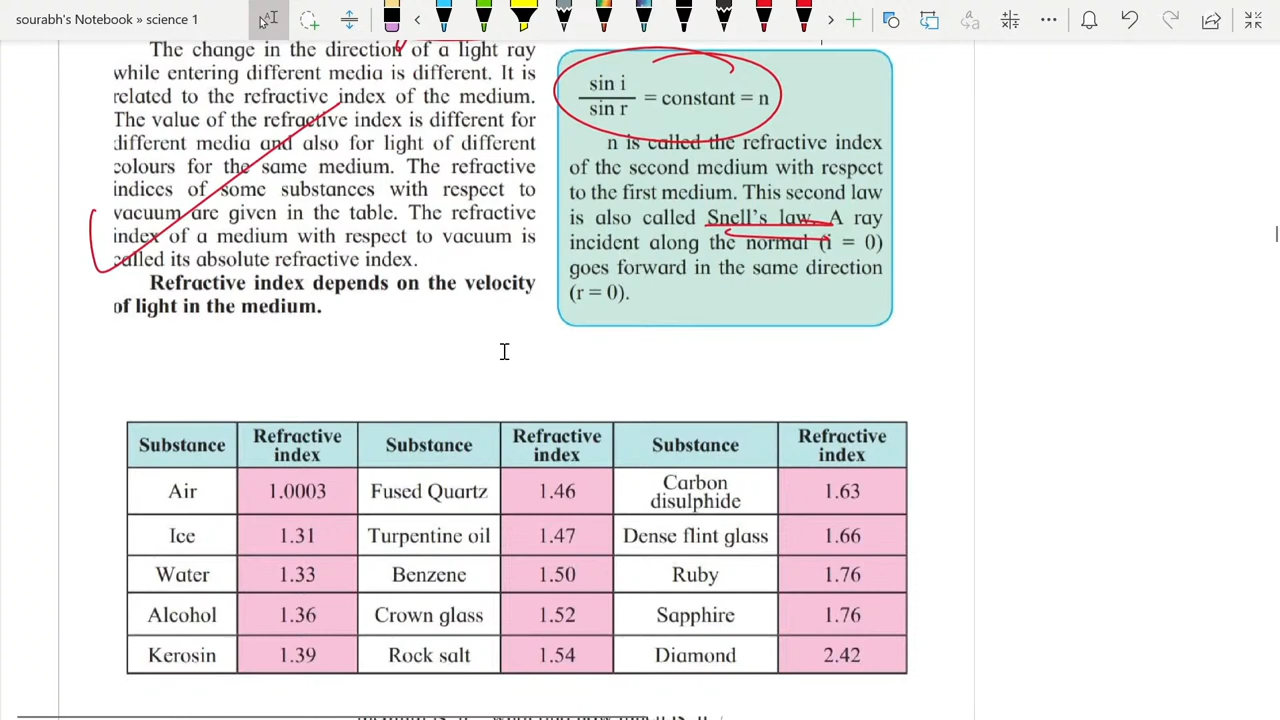 sourabh's Notebook » science 1
The change in the direction of a light ray
while entering different media is different. It is
related to the refractive index of the medium.
The value of the refractive index is different for
different media and also for light of different
colours for the same medium. The refractive
indices of some substances with respect to
vacuum are given in the table. The refractive
index of a medium with respect to vacuum is
called its absolute refractive index.
Refractive index depends on the velocity
of light in the medium.
sin i
sin r
= constant = n
n is called the refractive index
of the second medium with respect
to the first medium. This second law
is also called Snell's law. A ray
incident along the normal (i = 0)
goes forward in the same direction
(r = 0).
Substance Refractive index Substance Refractive index Substance Refractive index
Air 1.0003 Fused Quartz 1.46 Carbon disulphide 1.63
Ice 1.31 Turpentine oil 1.47 Dense flint glass 1.66
Water 1.33 Benzene 1.50 Ruby 1.76
Alcohol 1.36 Crown glass 1.52 Sapphire 1.76
Kerosin 1.39 Rock salt 1.54 Diamond 2.42